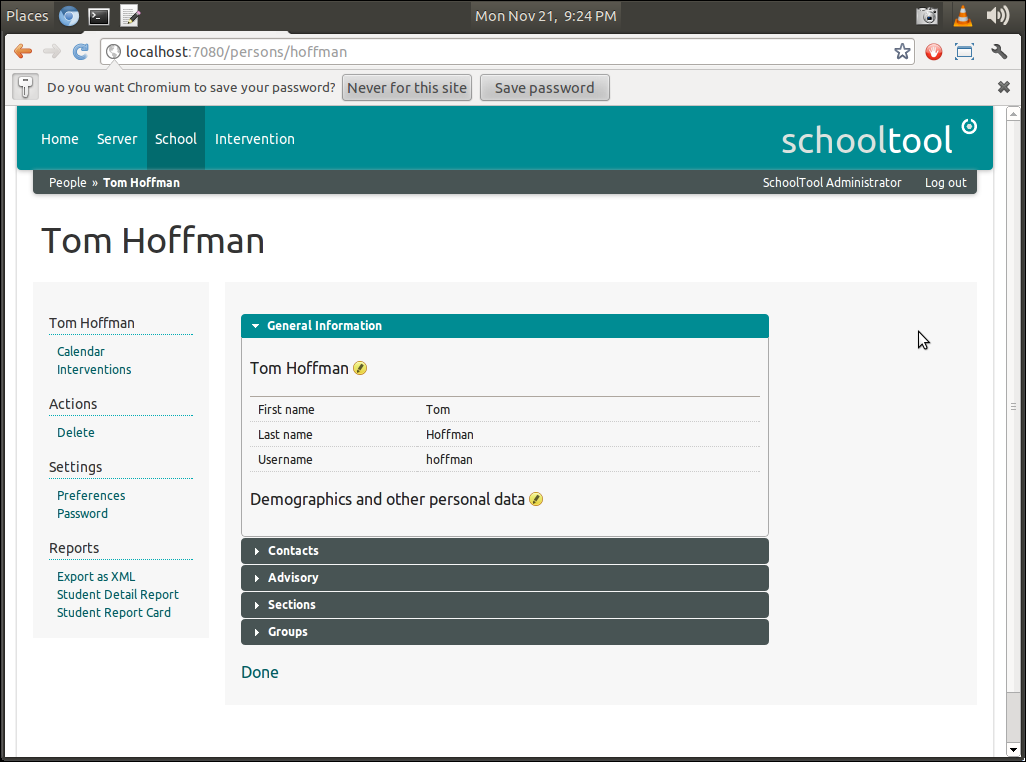 Places
Mon Nov 21, 9:24 PM
localhost:7080/persons/hoffman
Do you want Chromium to save your password? Never for this site Save password
Home Server School Intervention
schooltool
People » Tom Hoffman SchoolTool Administrator Log out
Tom Hoffman
Tom Hoffman
Calendar
Interventions
Actions
Delete
Settings
Preferences
Password
Reports
Export as XML
Student Detail Report
Student Report Card
General Information
Tom Hoffman
First name Tom
Last name Hoffman
Username hoffman
Demographics and other personal data
Contacts
Advisory
Sections
Groups
Done